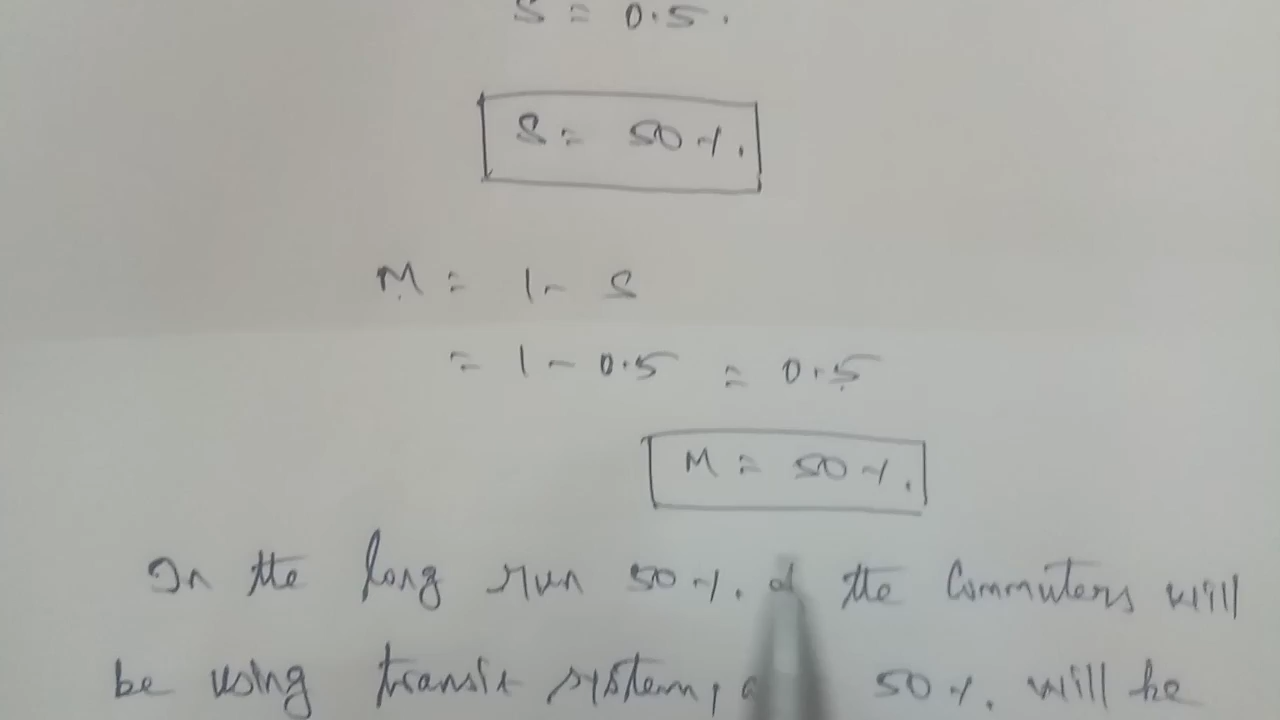 S = 0.5.
S = 50%.
M = 1 - S
= 1 - 0.5 = 0.5
M = 50%.
In the long run 50%. of the Commuters will
be using transit system, 50%. will be